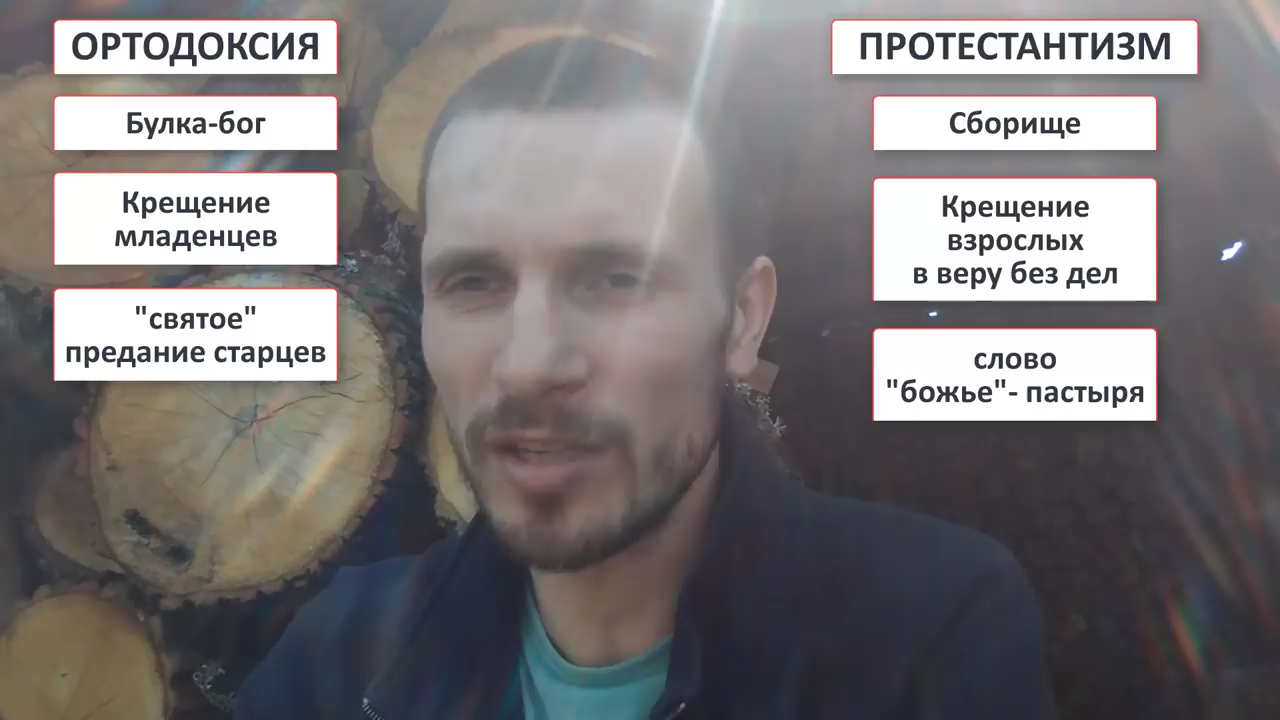 ОРТОДОКСИЯ
Булка-бог
Крещение
младенцев
"святое"
предание старцев
ПРОТЕСТАНТИЗМ
Сборище
Крещение
взрослых
в веру без дел
слово
"божье"- пастыря